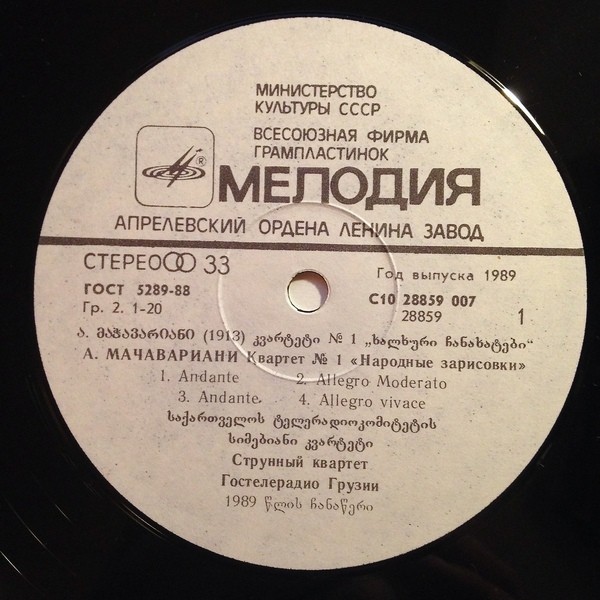 МИНИСТЕРСТВО
КУЛЬТУРЫ СССР
ВСЕСОЮЗНАЯ ФИРМА
ГРАМПЛАСТИНОК
®
МЕЛОДИЯ
АПРЕЛЕВСКИЙ ОРДЕНА ЛЕНИНА ЗАВОД
СТЕРЕО 33
Год выпуска 1989
ГОСТ 5289-88
С10 28859 007
Гр. 2. 1-20
28859 1
ა. მაჭავარიანი (1913) კვარტეტი № 1 „ხალხური ჩანახატები“
А. МАЧАВАРИАНИ Квартет № 1 «Народные зарисовки»
1. Andante 2. Allegro Moderato
3. Andante. 4. Allegro vivace
საქართველოს ტელერადიოკომიტეტის
სიმებიანი კვარტეტი
Струнный квартет
Гостелерадио Грузии
1989 წლის ჩანაწერი